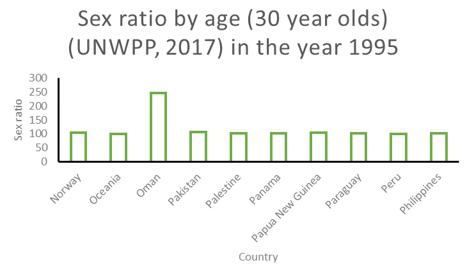 Sex ratio by age (30 year olds)
(UNWPP, 2017) in the year 1995
300
250
200
150
100
50
0
Sex ratio
Norway
Oceania
Oman
Pakistan
Palestine
Panama
Papua New Guinea
Paraguay
Peru
Philippines
Country